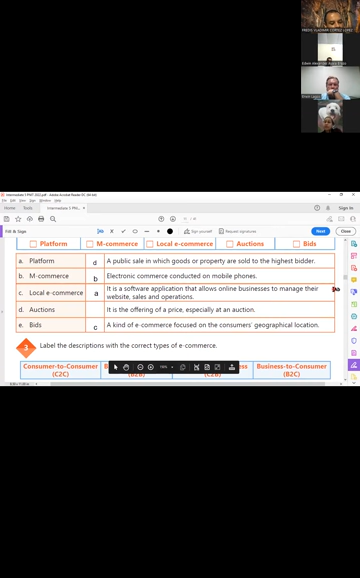 Intermediate 5 PMT 2022.pdf - Adobe Acrobat Reader DC (64-bit)
File Edit View Sign Window Help
Home Tools Intermediate 5 PMT... Sign In
Fill & Sign Sign yourself Request signatures Next Close
Platform M-commerce Local e-commerce Auctions Bids
a. Platform d A public sale in which goods or property are sold to the highest bidder.
b. M-commerce b Electronic commerce conducted on mobile phones.
c. Local e-commerce a It is a software application that allows online businesses to manage their
website, sales and operations.
d. Auctions It is the offering of a price, especially at an auction.
e. Bids c A kind of e-commerce focused on the consumers' geographical location.
3 Label the descriptions with the correct types of e-commerce.
Consumer-to-Consumer Business-to-Consumer
(C2C) (B2C)